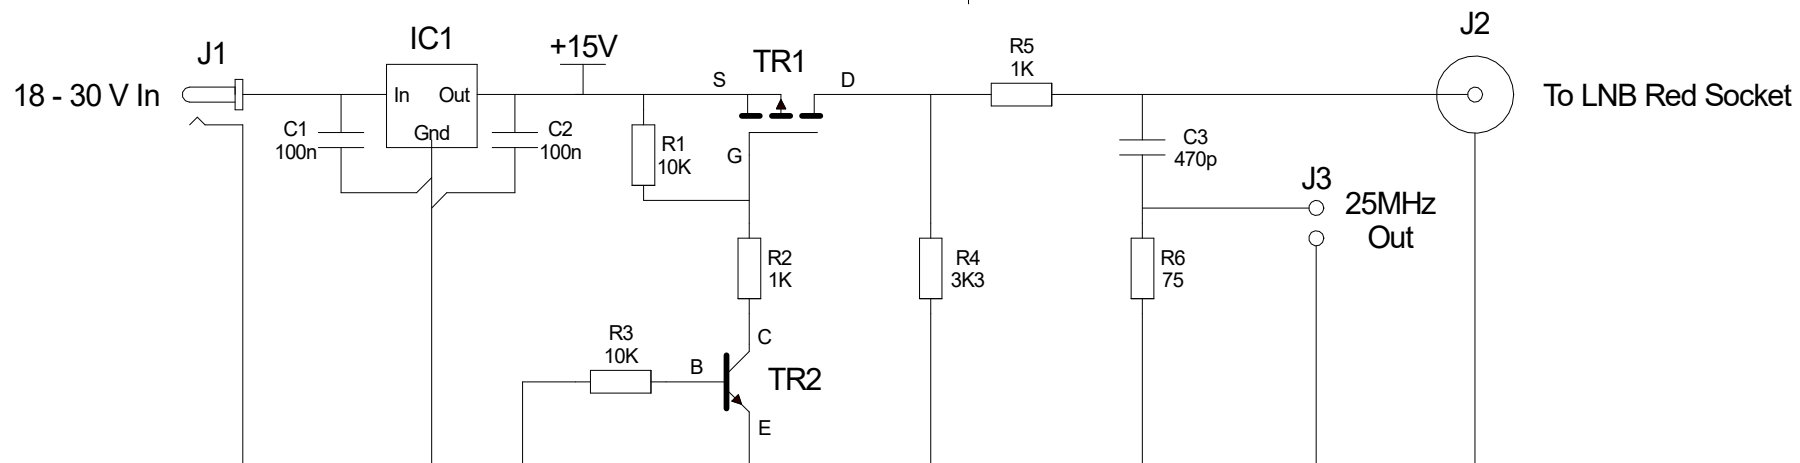 J1
18 - 30 V In
IC1
In
Out
Gnd
C1
100n
C2
100n
+15V
R1
10K
S
TR1
D
G
R2
1K
R3
10K
B
C
TR2
E
R4
3K3
R5
1K
C3
470p
R6
75
J3
25MHz
Out
J2
To LNB Red Socket